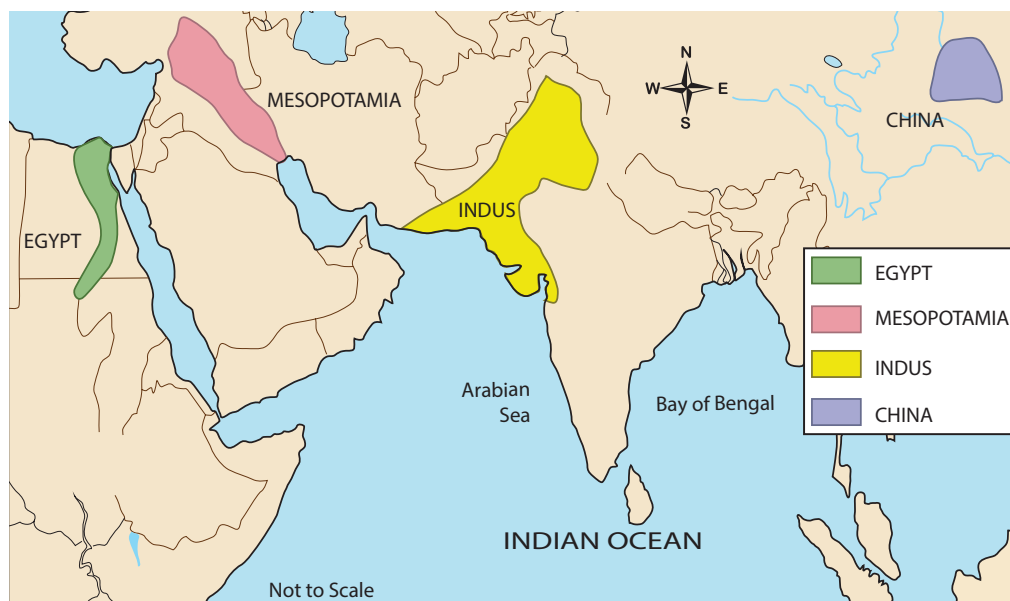 N
W E
S
MESOPOTAMIA
CHINA
INDUS
EGYPT
EGYPT
MESOPOTAMIA
INDUS
CHINA
Arabian
Sea
Bay of Bengal
INDIAN OCEAN
Not to Scale